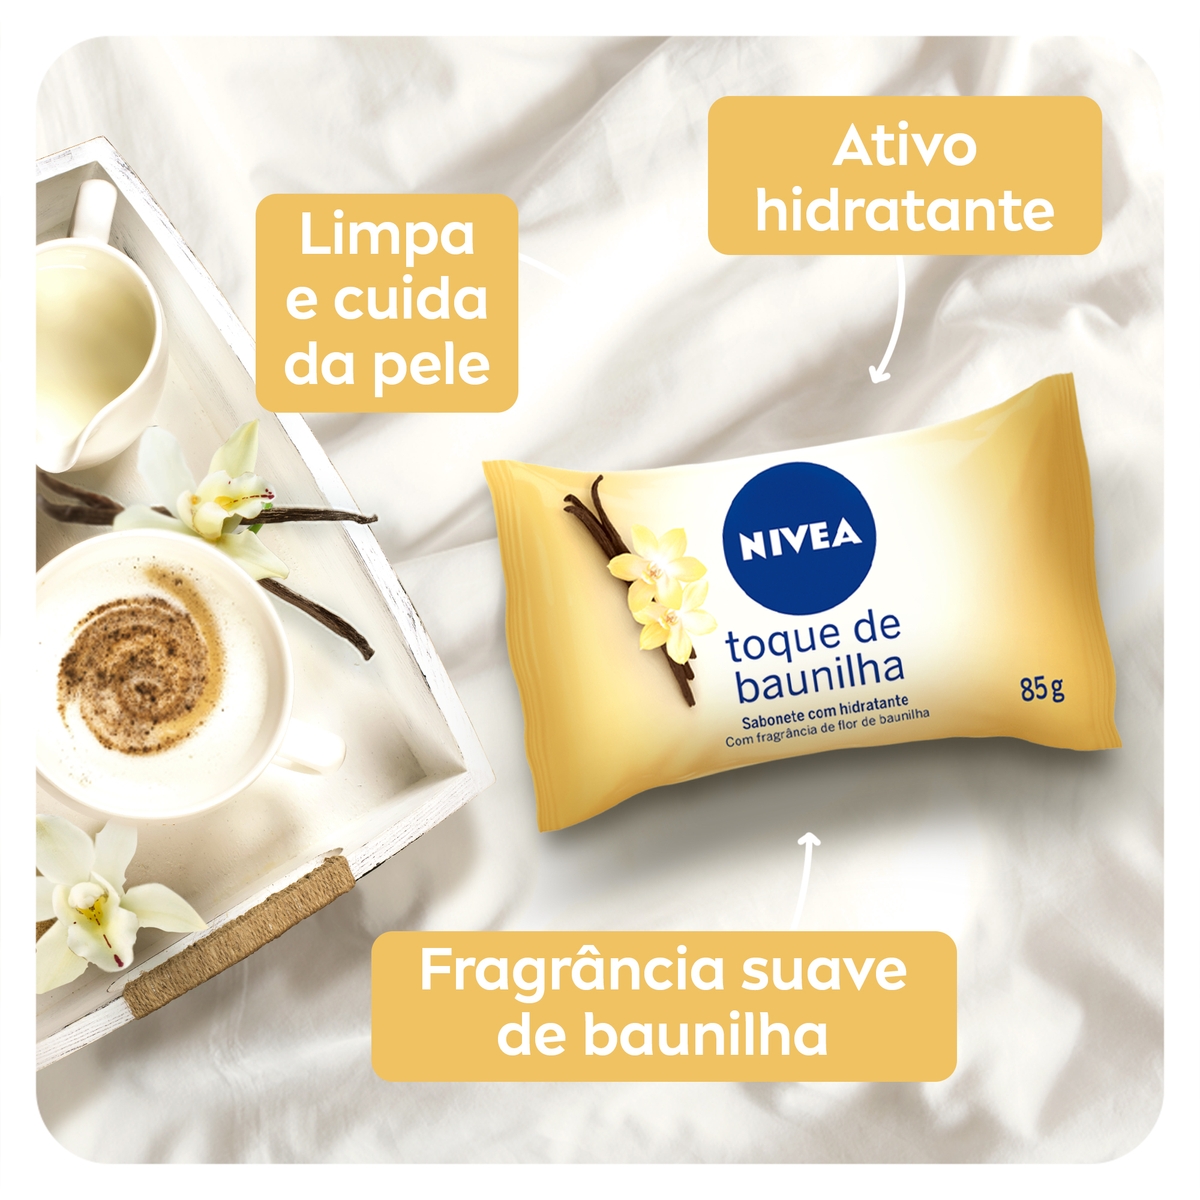 Ativo
hidratante
Limpa
e cuida
da pele
NIVEA
toque de
baunilha
Sabonete com hidratante
Com fragrância de flor de baunilha
85g
Fragrância suave
de baunilha